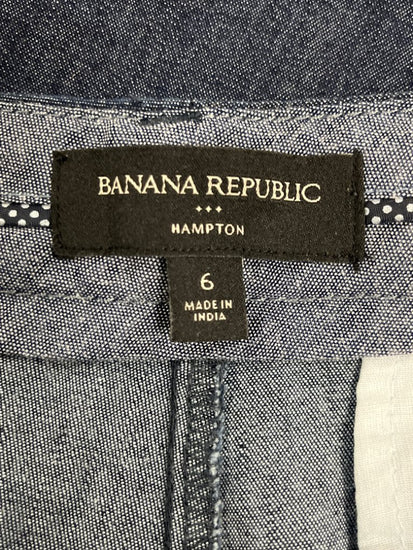 BANANA REPUBLIC
HAMPTON
6
MADE IN
INDIA